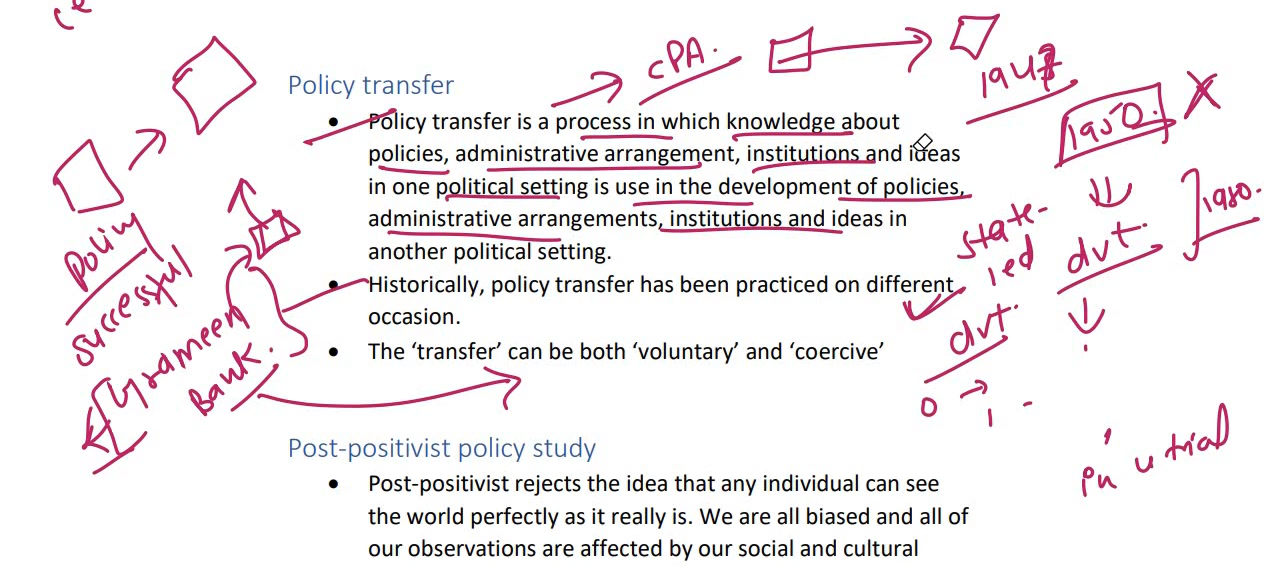 CPA.
1947
1950.
Policy transfer
• Policy transfer is a process in which knowledge about
policies, administrative arrangement, institutions and ideas
in one political setting is use in the development of policies,
administrative arrangements, institutions and ideas in
another political setting.
• Historically, policy transfer has been practiced on different
occasion.
• The ‘transfer’ can be both ‘voluntary’ and ‘coercive’
Policy
successful
Grameen
Bank.
state-
led
dvt.
dvt.
1980.
0
1
Post-positivist policy study
• Post-positivist rejects the idea that any individual can see
the world perfectly as it really is. We are all biased and all of
our observations are affected by our social and cultural